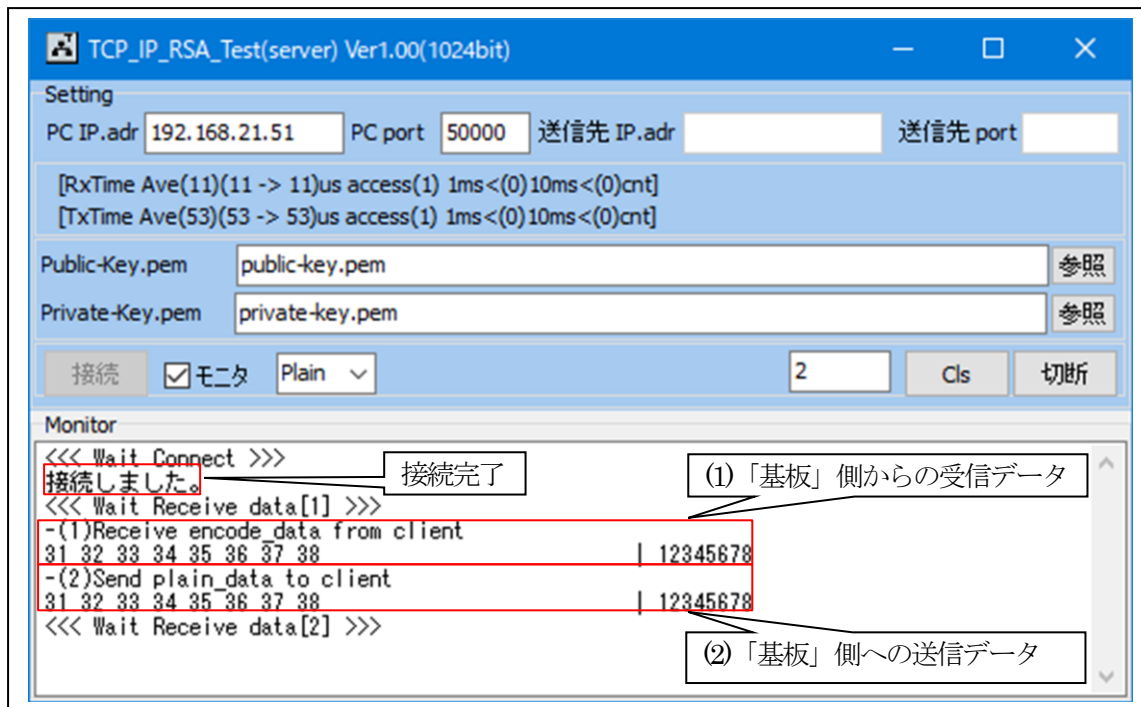 TCP_IP_RSA_Test(server) Ver1.00(1024bit)
Setting
PC IP.adr 192.168.21.51 PC port 50000 送信先 IP.adr 送信先 port
[RxTime Ave(11)(11 -> 11)us access(1) 1ms<(0)10ms<(0)cnt]
[TxTime Ave(53)(53 -> 53)us access(1) 1ms<(0)10ms<(0)cnt]
Public-Key.pem public-key.pem 参照
Private-Key.pem private-key.pem 参照
接続 モニタ Plain 2 Cls 切断
Monitor
<<< Wait Connect >>>
接続しました。 接続完了 (1)「基板」側からの受信データ
<<< Wait Receive data[1] >>>
-(1)Receive encode_data from client
31 32 33 34 35 36 37 38 | 12345678
-(2)Send plain_data to client
31 32 33 34 35 36 37 38 | 12345678
<<< Wait Receive data[2] >>>
(2)「基板」側への送信データ